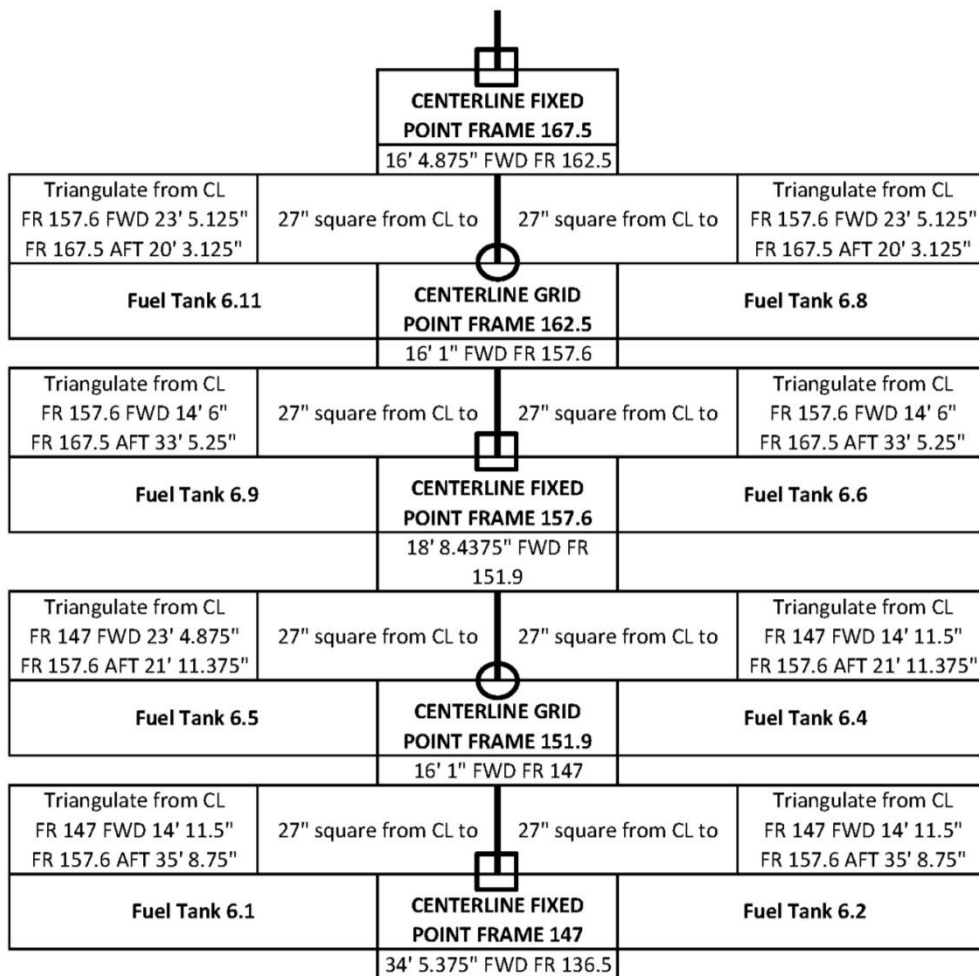 CENTERLINE FIXED
POINT FRAME 167.5
16' 4.875" FWD FR 162.5
Triangulate from CL
FR 157.6 FWD 23' 5.125"
FR 167.5 AFT 20' 3.125"
27" square from CL to
27" square from CL to
Triangulate from CL
FR 157.6 FWD 23' 5.125"
FR 167.5 AFT 20' 3.125"
Fuel Tank 6.11
CENTERLINE GRID
POINT FRAME 162.5
16' 1" FWD FR 157.6
Fuel Tank 6.8
Triangulate from CL
FR 157.6 FWD 14' 6"
FR 167.5 AFT 33' 5.25"
27" square from CL to
27" square from CL to
Triangulate from CL
FR 157.6 FWD 14' 6"
FR 167.5 AFT 33' 5.25"
Fuel Tank 6.9
CENTERLINE FIXED
POINT FRAME 157.6
18' 8.4375" FWD FR
151.9
Fuel Tank 6.6
Triangulate from CL
FR 147 FWD 23' 4.875"
FR 157.6 AFT 21' 11.375"
27" square from CL to
27" square from CL to
Triangulate from CL
FR 147 FWD 14' 11.5"
FR 157.6 AFT 21' 11.375"
Fuel Tank 6.5
CENTERLINE GRID
POINT FRAME 151.9
16' 1" FWD FR 147
Fuel Tank 6.4
Triangulate from CL
FR 147 FWD 14' 11.5"
FR 157.6 AFT 35' 8.75"
27" square from CL to
27" square from CL to
Triangulate from CL
FR 147 FWD 14' 11.5"
FR 157.6 AFT 35' 8.75"
Fuel Tank 6.1
CENTERLINE FIXED
POINT FRAME 147
34' 5.375" FWD FR 136.5
Fuel Tank 6.2